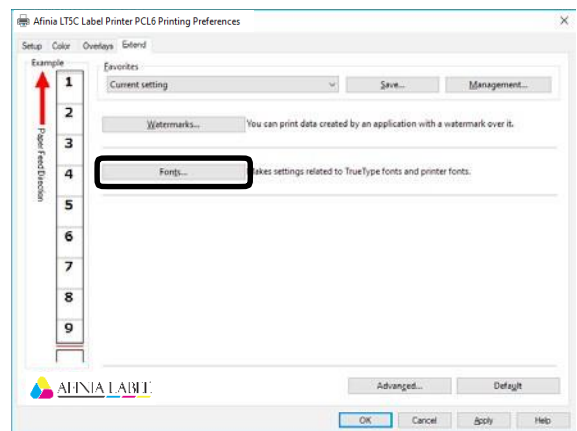 Afinia LT5C Label Printer PCL6 Printing Preferences
Setup Color Overlays Extend
Example
Favorites
Current setting
Save...
Management...
Watermarks...
You can print data created by an application with a watermark over it.
Fonts...
Makes settings related to TrueType fonts and printer fonts.
Paper Feed Direction
1
2
3
4
5
6
7
8
9
AFINIA LABEL
Advanced... Default
OK Cancel Apply Help